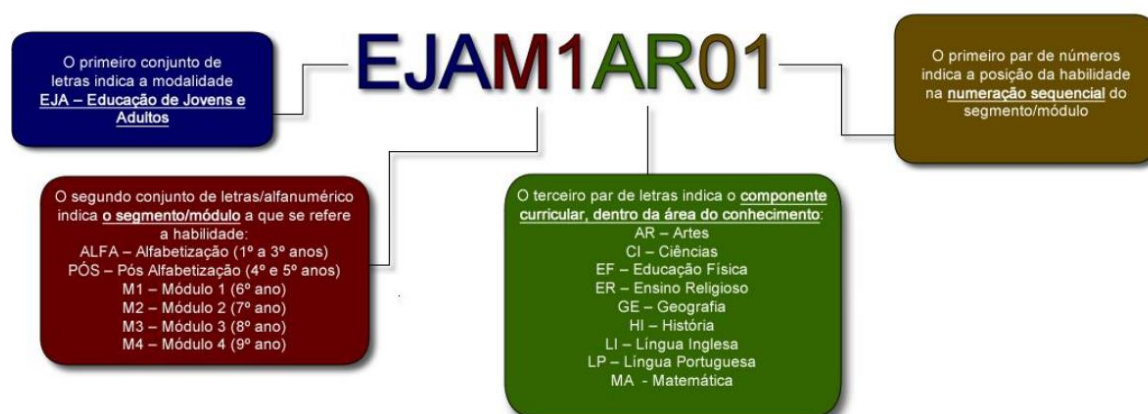 EJAM1AR01
O primeiro conjunto de
letras indica a modalidade
EJA – Educação de Jovens e
Adultos
O primeiro par de números
indica a posição da habilidade
na numeração sequencial do
segmento/módulo
O segundo conjunto de letras/alfanumérico
indica o segmento/módulo a que se refere
a habilidade:
ALFA – Alfabetização (1º a 3º anos)
PÓS – Pós Alfabetização (4º e 5º anos)
M1 – Módulo 1 (6º ano)
M2 – Módulo 2 (7º ano)
M3 – Módulo 3 (8º ano)
M4 – Módulo 4 (9º ano)
O terceiro par de letras indica o componente
curricular, dentro da área do conhecimento:
AR – Artes
CI – Ciências
EF – Educação Física
ER – Ensino Religioso
GE – Geografia
HI – História
LI – Língua Inglesa
LP – Língua Portuguesa
MA - Matemática